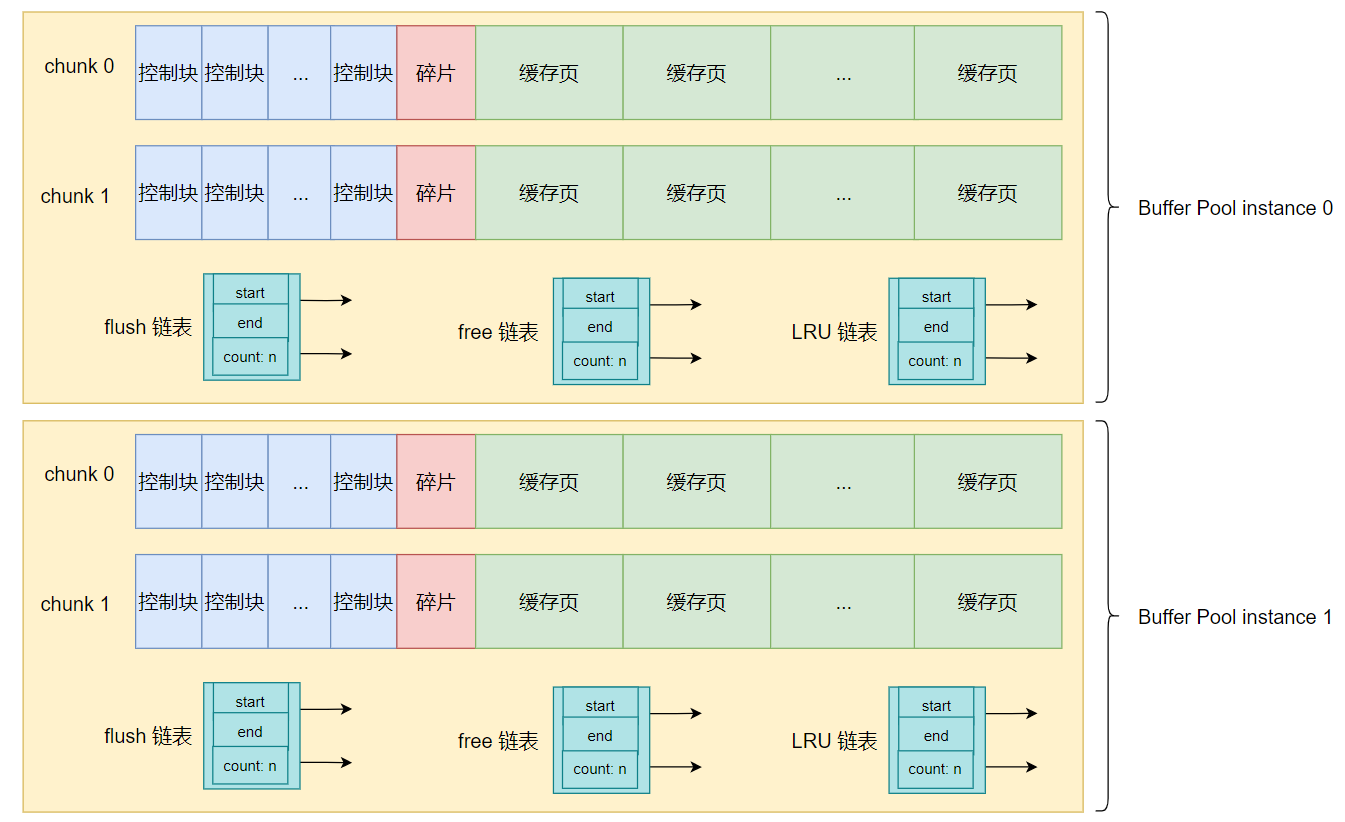 chunk 0
控制块 控制块 ... 控制块 碎片 缓存页 缓存页 ... 缓存页
chunk 1
控制块 控制块 ... 控制块 碎片 缓存页 缓存页 ... 缓存页
Buffer Pool instance 0
flush 链表
start
end
count: n
free 链表
start
end
count: n
LRU 链表
start
end
count: n
chunk 0
控制块 控制块 ... 控制块 碎片 缓存页 缓存页 ... 缓存页
chunk 1
控制块 控制块 ... 控制块 碎片 缓存页 缓存页 ... 缓存页
Buffer Pool instance 1
flush 链表
start
end
count: n
free 链表
start
end
count: n
LRU 链表
start
end
count: n